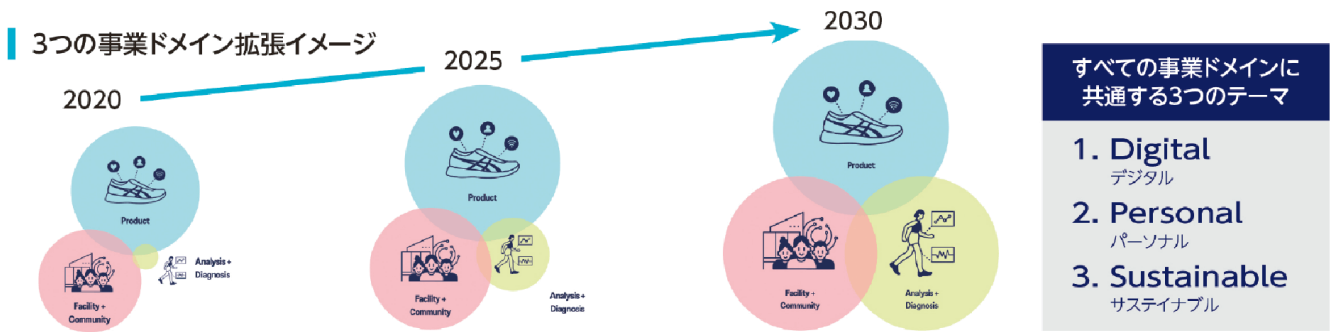 3つの事業ドメイン拡張イメージ
2020
Product
Facility +
Community
Analysis +
Diagnosis
2025
Product
Facility +
Community
Analysis +
Diagnosis
2030
Product
Facility +
Community
Analysis +
Diagnosis
すべての事業ドメインに
共通する3つのテーマ
1. Digital
デジタル
2. Personal
パーソナル
3. Sustainable
サステイナブル